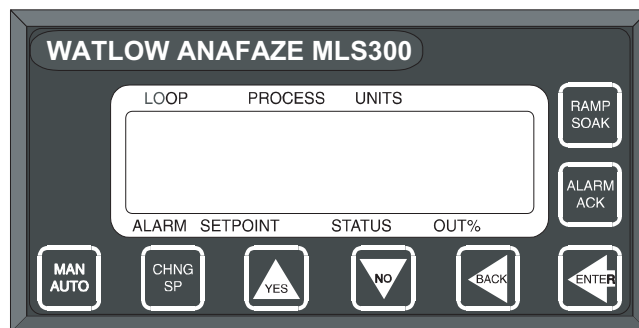 WATLOW ANAFAZE MLS300
LOOP PROCESS UNITS
RAMP
SOAK
ALARM
ACK
ALARM SETPOINT STATUS OUT%
MAN
AUTO
CHNG
SP
YES
NO
BACK
ENTER